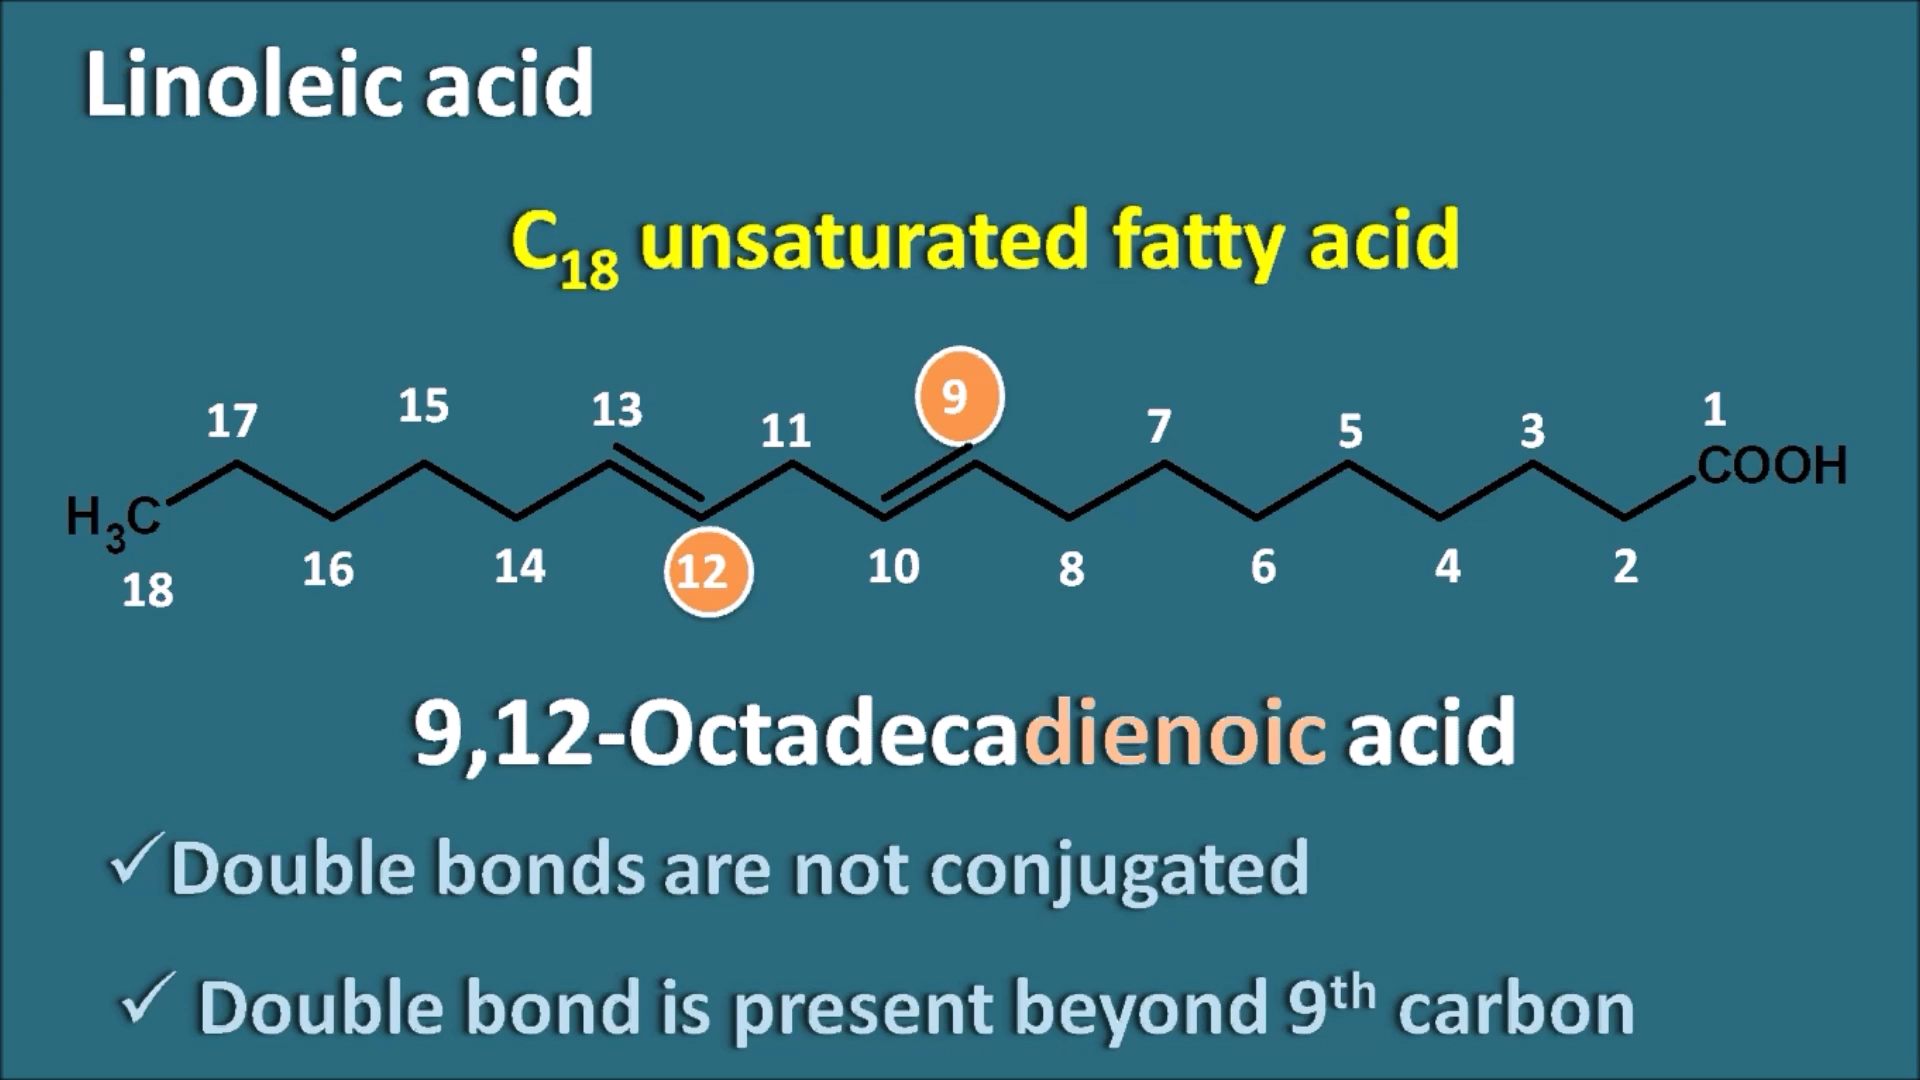 Linoleic acid
C₁₈ unsaturated fatty acid
17 15 13 11 9 7 5 3 1
H₃C COOH
18 16 14 12 10 8 6 4 2
9,12-Octadecadienoic acid
✓Double bonds are not conjugated
✓ Double bond is present beyond 9ᵗʰ carbon